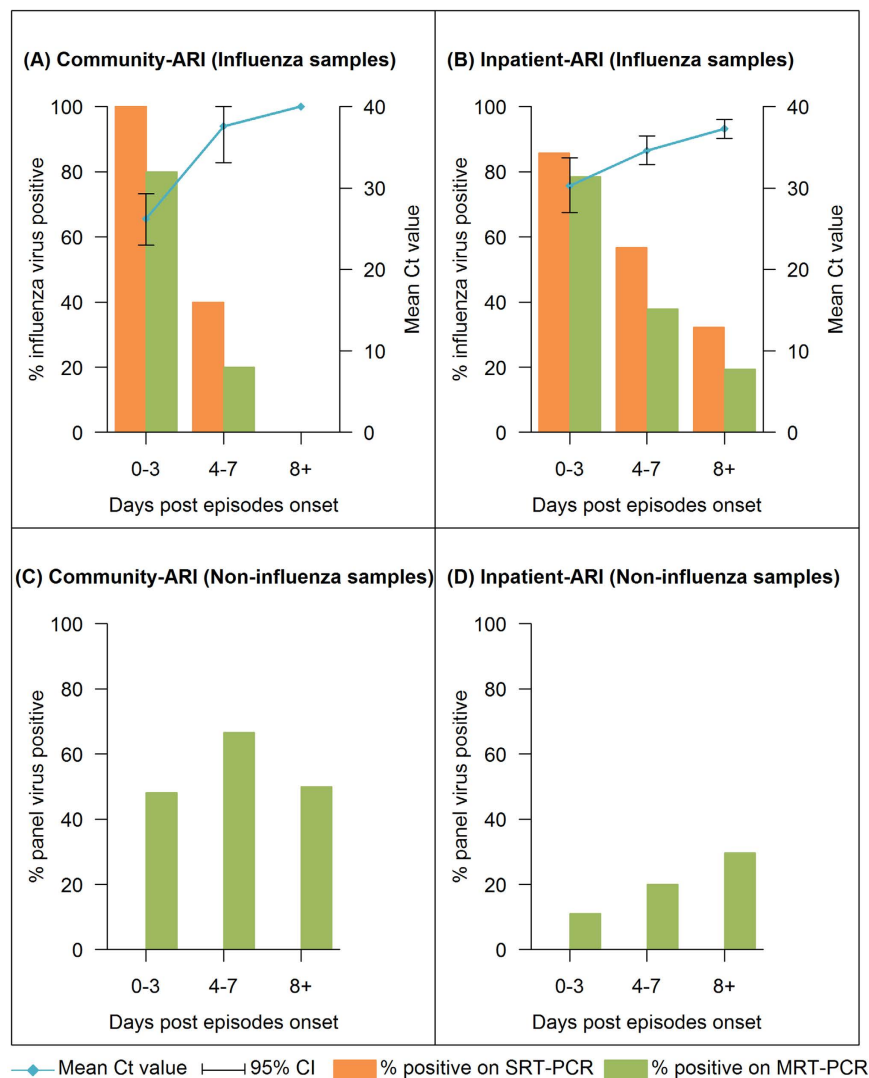 (A) Community-ARI (Influenza samples)
% influenza virus positive
100
80
60
40
20
0
40
30
20
10
0
Mean Ct value
0-3 4-7 8+
Days post episodes onset
(B) Inpatient-ARI (Influenza samples)
% influenza virus positive
100
80
60
40
20
0
40
30
20
10
0
Mean Ct value
0-3 4-7 8+
Days post episodes onset
(C) Community-ARI (Non-influenza samples)
% panel virus positive
100
80
60
40
20
0
0-3 4-7 8+
Days post episodes onset
(D) Inpatient-ARI (Non-influenza samples)
% panel virus positive
100
80
60
40
20
0
0-3 4-7 8+
Days post episodes onset
Mean Ct value 95% CI % positive on SRT-PCR % positive on MRT-PCR